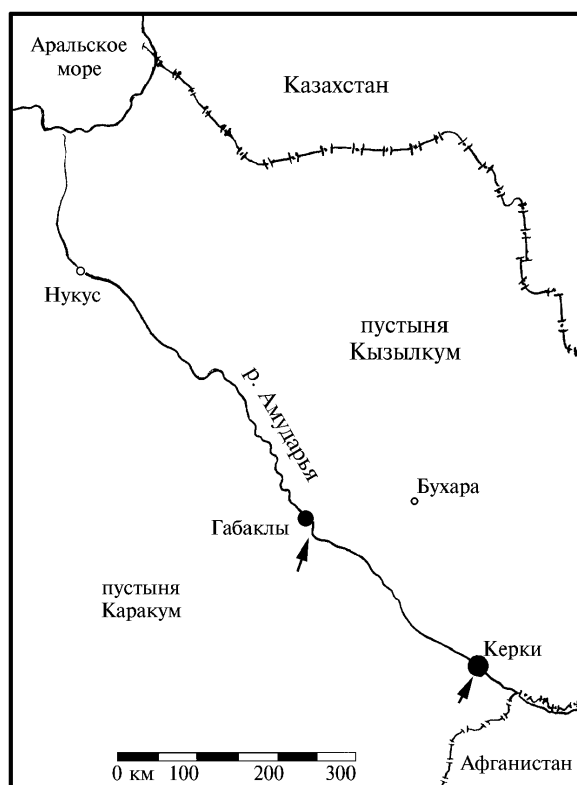 Аральское
море
Казахстан
Нукус
пустыня
Кызылкум
р. Амударья
Бухара
Габаклы
пустыня
Каракум
Керки
Афганистан
0 км 100 200 300